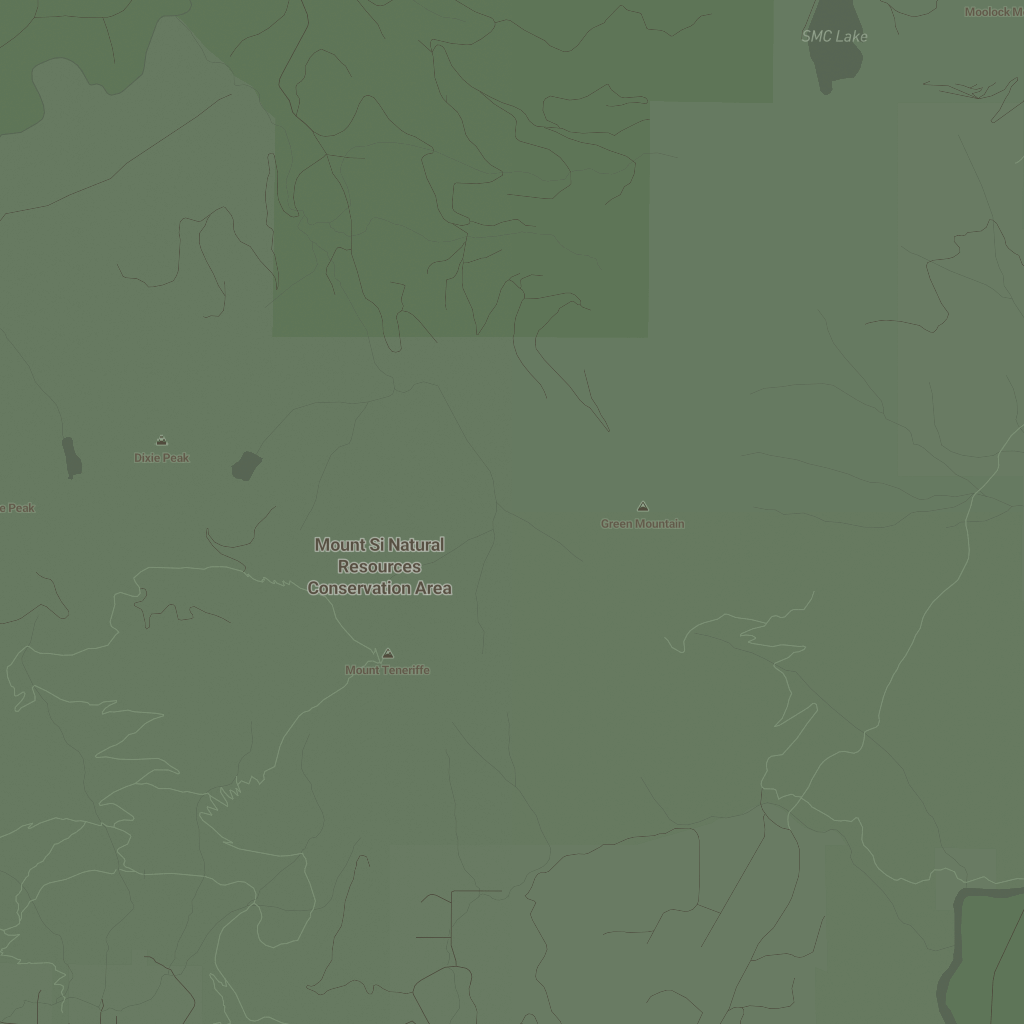 Moolock M
SMC Lake
Dixie Peak
e Peak
Green Mountain
Mount Si Natural
Resources
Conservation Area
Mount Teneriffe